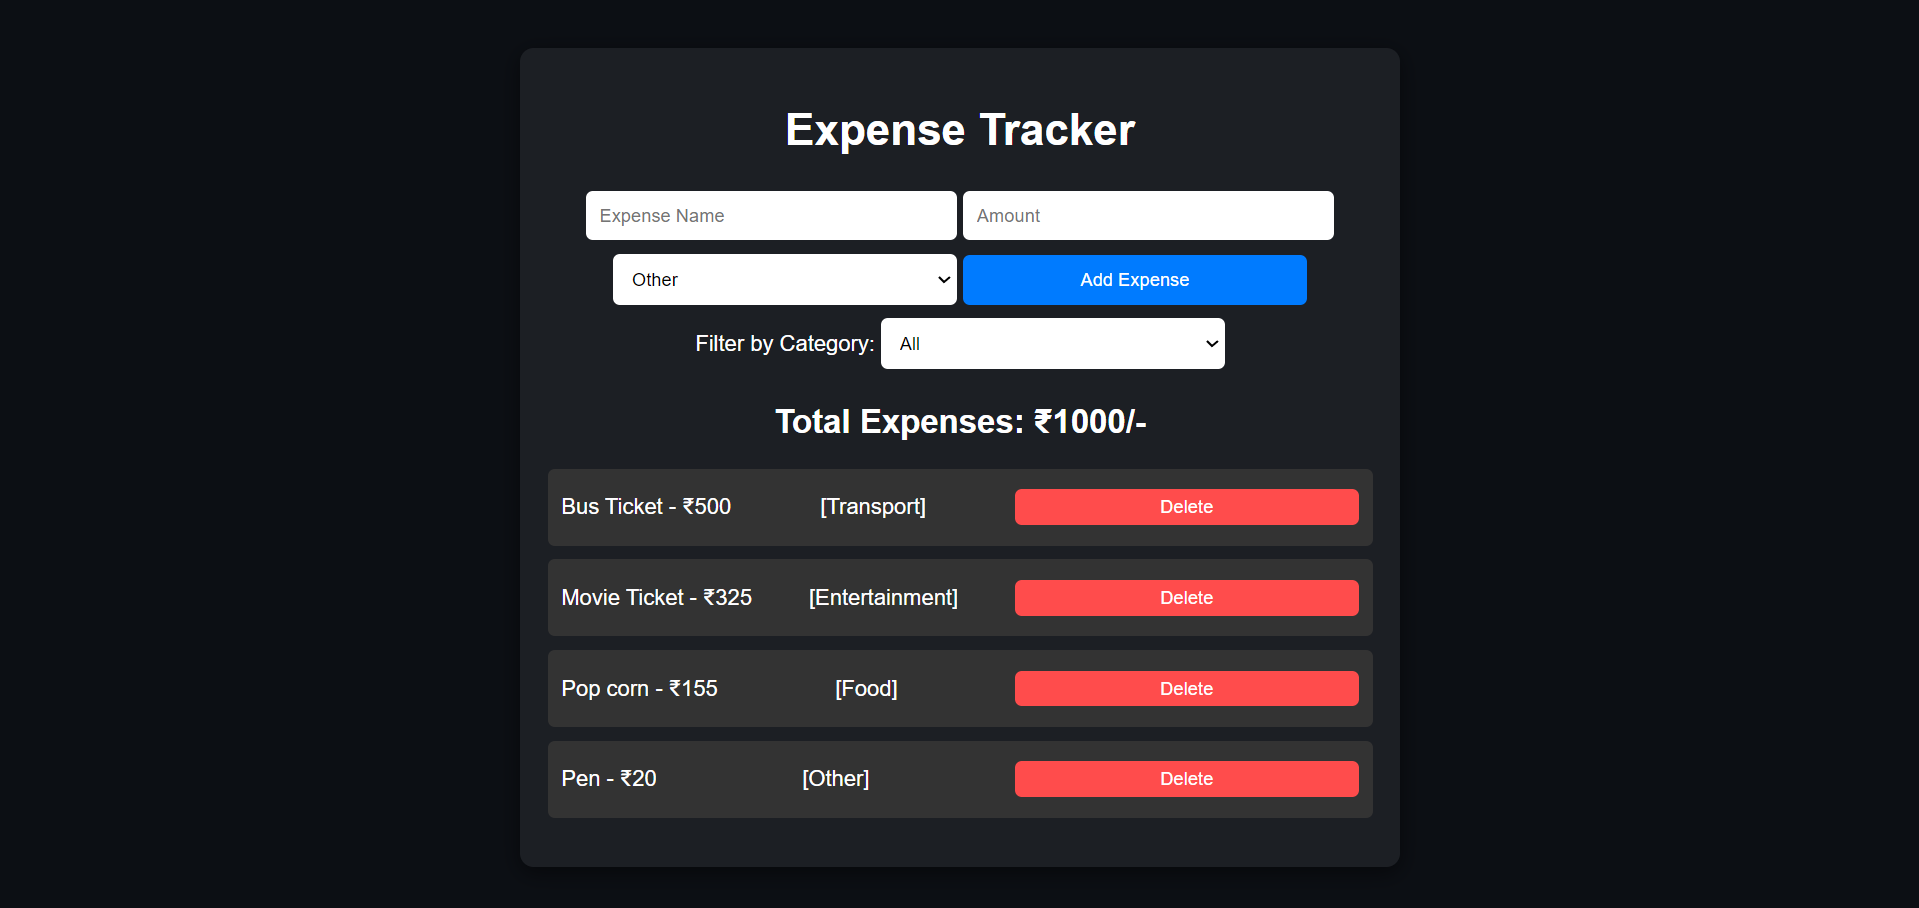 Expense Tracker
Expense Name Amount
Other Add Expense
Filter by Category: All
Total Expenses: ₹1000/-
Bus Ticket - ₹500 [Transport] Delete
Movie Ticket - ₹325 [Entertainment] Delete
Pop corn - ₹155 [Food] Delete
Pen - ₹20 [Other] Delete